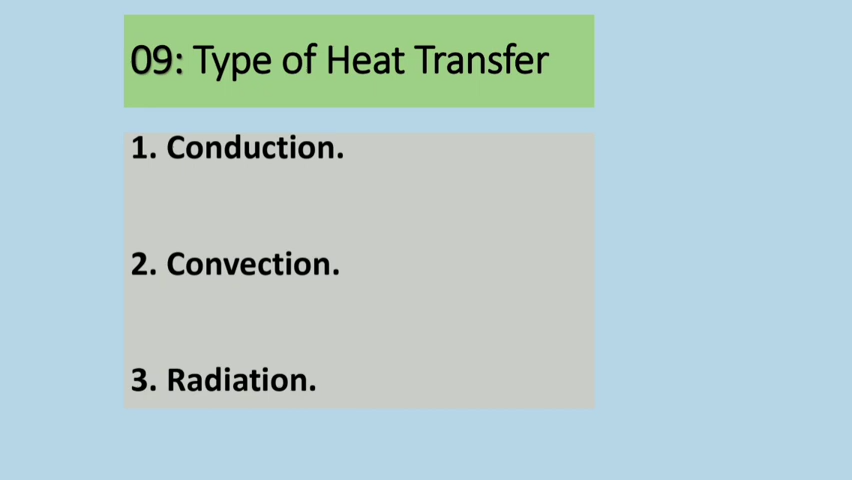 09: Type of Heat Transfer
1. Conduction.
2. Convection.
3. Radiation.